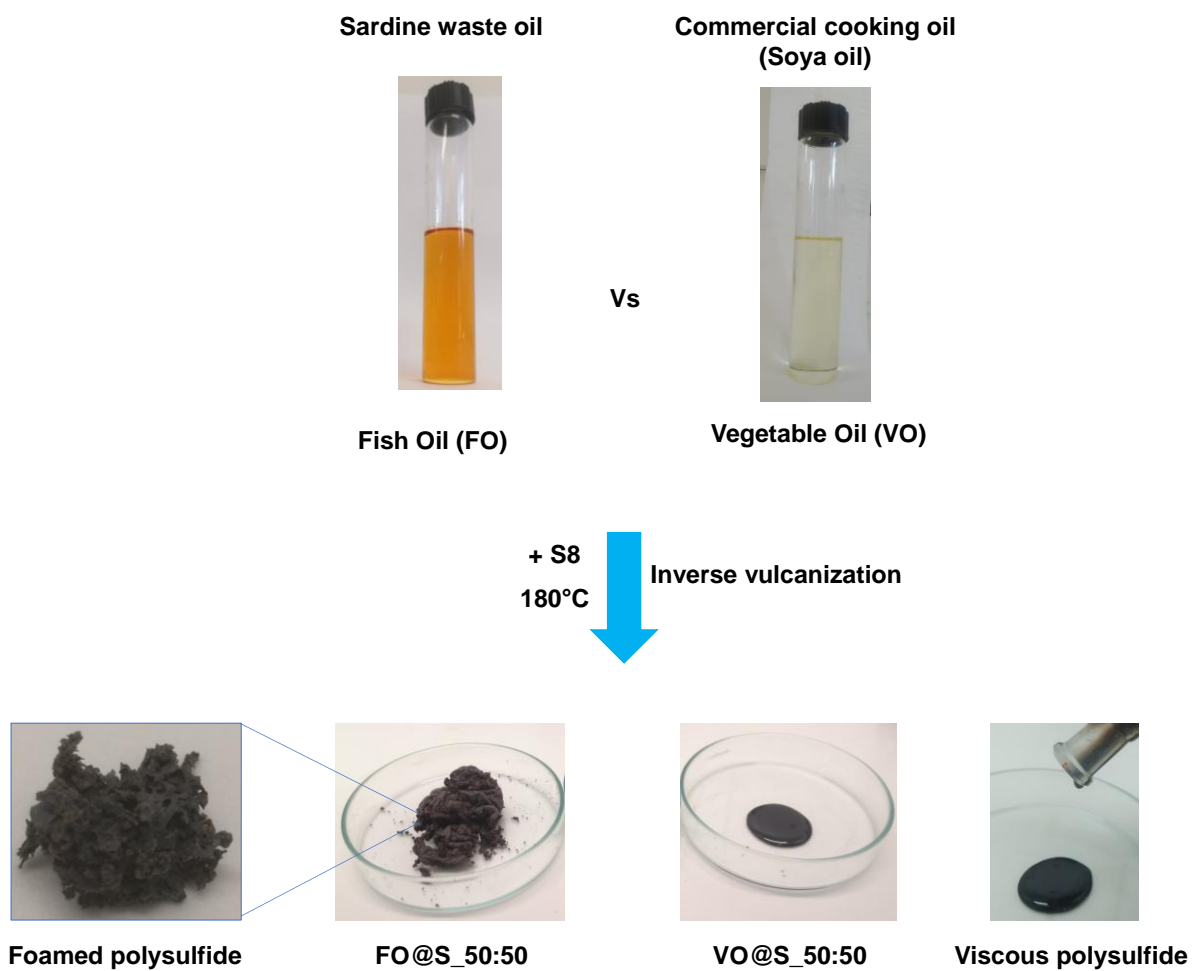 Sardine waste oil
Commercial cooking oil
(Soya oil)
Vs
Fish Oil (FO)
Vegetable Oil (VO)
+ S8
180°C
Inverse vulcanization
Foamed polysulfide
FO@S_50:50
VO@S_50:50
Viscous polysulfide